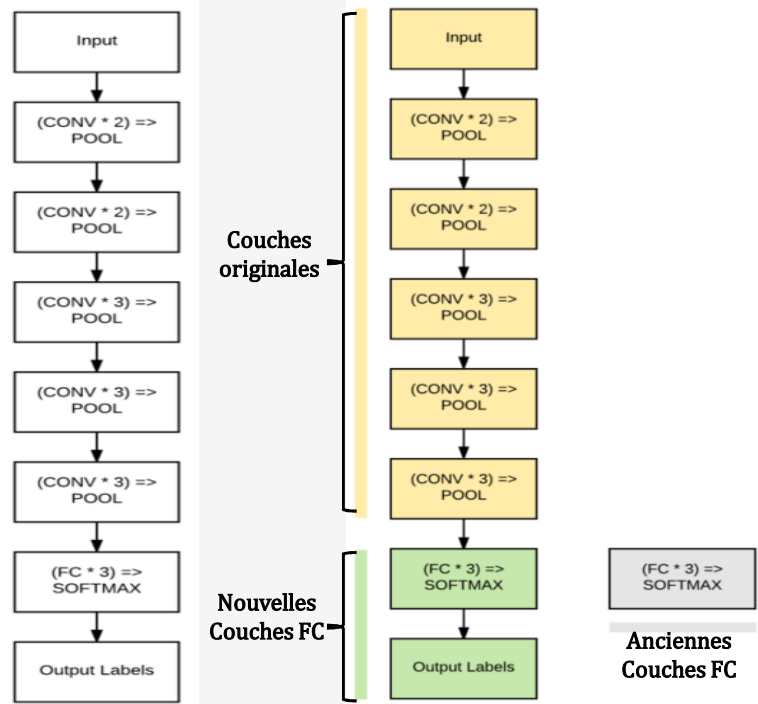 Input
(CONV * 2) =>
POOL
(CONV * 2) =>
POOL
(CONV * 3) =>
POOL
(CONV * 3) =>
POOL
(CONV * 3) =>
POOL
(FC * 3) =>
SOFTMAX
Output Labels
Couches
originales
Nouvelles
Couches FC
Input
(CONV * 2) =>
POOL
(CONV * 2) =>
POOL
(CONV * 3) =>
POOL
(CONV * 3) =>
POOL
(CONV * 3) =>
POOL
(FC * 3) =>
SOFTMAX
Output Labels
(FC * 3) =>
SOFTMAX
Anciennes
Couches FC